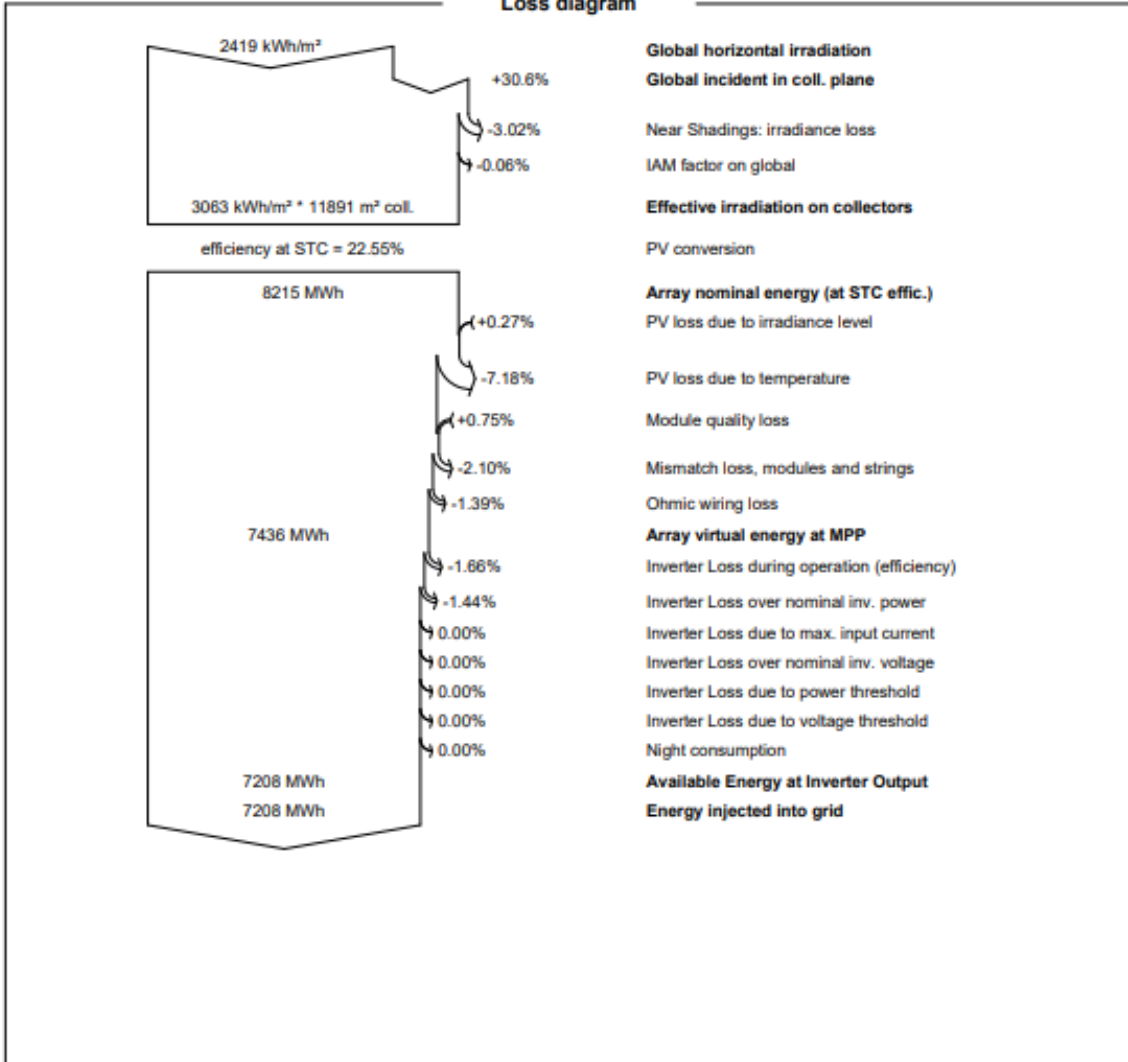 Loss diagram
2419 kWh/m² Global horizontal irradiation
+30.6% Global incident in coll. plane
-3.02% Near Shadings: irradiance loss
-0.06% IAM factor on global
3063 kWh/m² * 11891 m² coll. Effective irradiation on collectors
efficiency at STC = 22.55% PV conversion
8215 MWh Array nominal energy (at STC effic.)
+0.27% PV loss due to irradiance level
-7.18% PV loss due to temperature
+0.75% Module quality loss
-2.10% Mismatch loss, modules and strings
-1.39% Ohmic wiring loss
7436 MWh Array virtual energy at MPP
-1.66% Inverter Loss during operation (efficiency)
-1.44% Inverter Loss over nominal inv. power
0.00% Inverter Loss due to max. input current
0.00% Inverter Loss over nominal inv. voltage
0.00% Inverter Loss due to power threshold
0.00% Inverter Loss due to voltage threshold
0.00% Night consumption
7208 MWh Available Energy at Inverter Output
7208 MWh Energy injected into grid